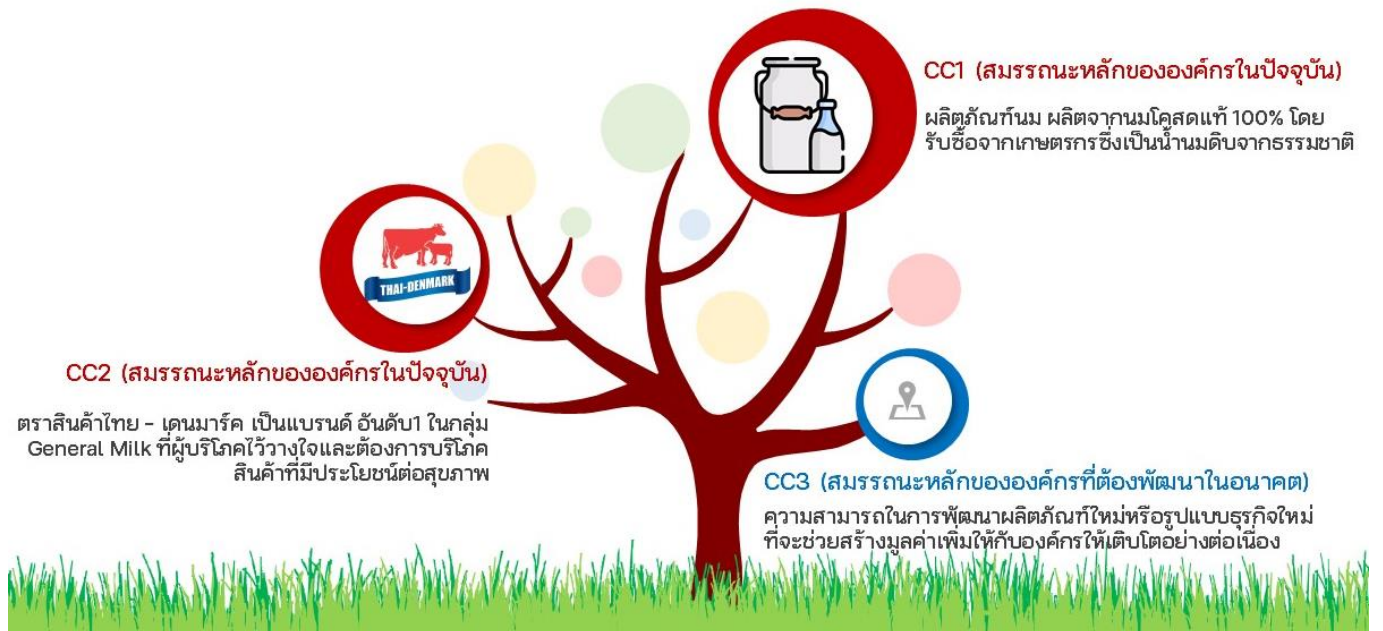 CC1 (สมรรถนะหลักขององค์กรในปัจจุบัน)
ผลิตภัณฑ์นม ผลิตจากนมโคสดแท้ 100% โดย
รับซื้อจากเกษตรกรซึ่งเป็นน้ำนมดิบจากธรรมชาติ
THAI-DENMARK
CC2 (สมรรถนะหลักขององค์กรในปัจจุบัน)
ตราสินค้าไทย - เดนมาร์ค เป็นแบรนด์ อันดับ1 ในกลุ่ม
General Milk ที่ผู้บริโภคไว้วางใจและต้องการบริโภค
สินค้าที่มีประโยชน์ต่อสุขภาพ
CC3 (สมรรถนะหลักขององค์กรที่ต้องพัฒนาในอนาคต)
ความสามารถในการพัฒนาผลิตภัณฑ์ใหม่หรือรูปแบบธุรกิจใหม่
ที่จะช่วยสร้างมูลค่าเพิ่มให้กับองค์กรให้เติบโตอย่างต่อเนื่อง